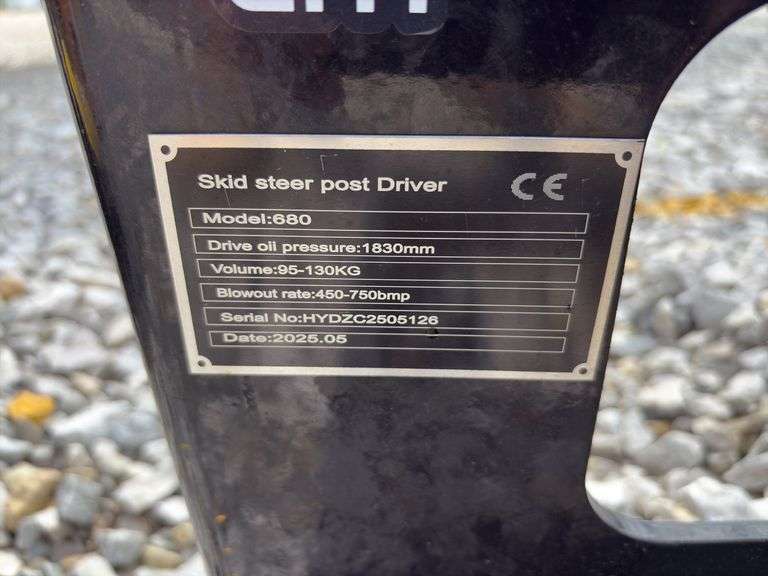 Skid steer post Driver CE
Model:680
Drive oil pressure:1830mm
Volume:95-130KG
Blowout rate:450-750bmp
Serial No:HYDZC2505126
Date:2025.05